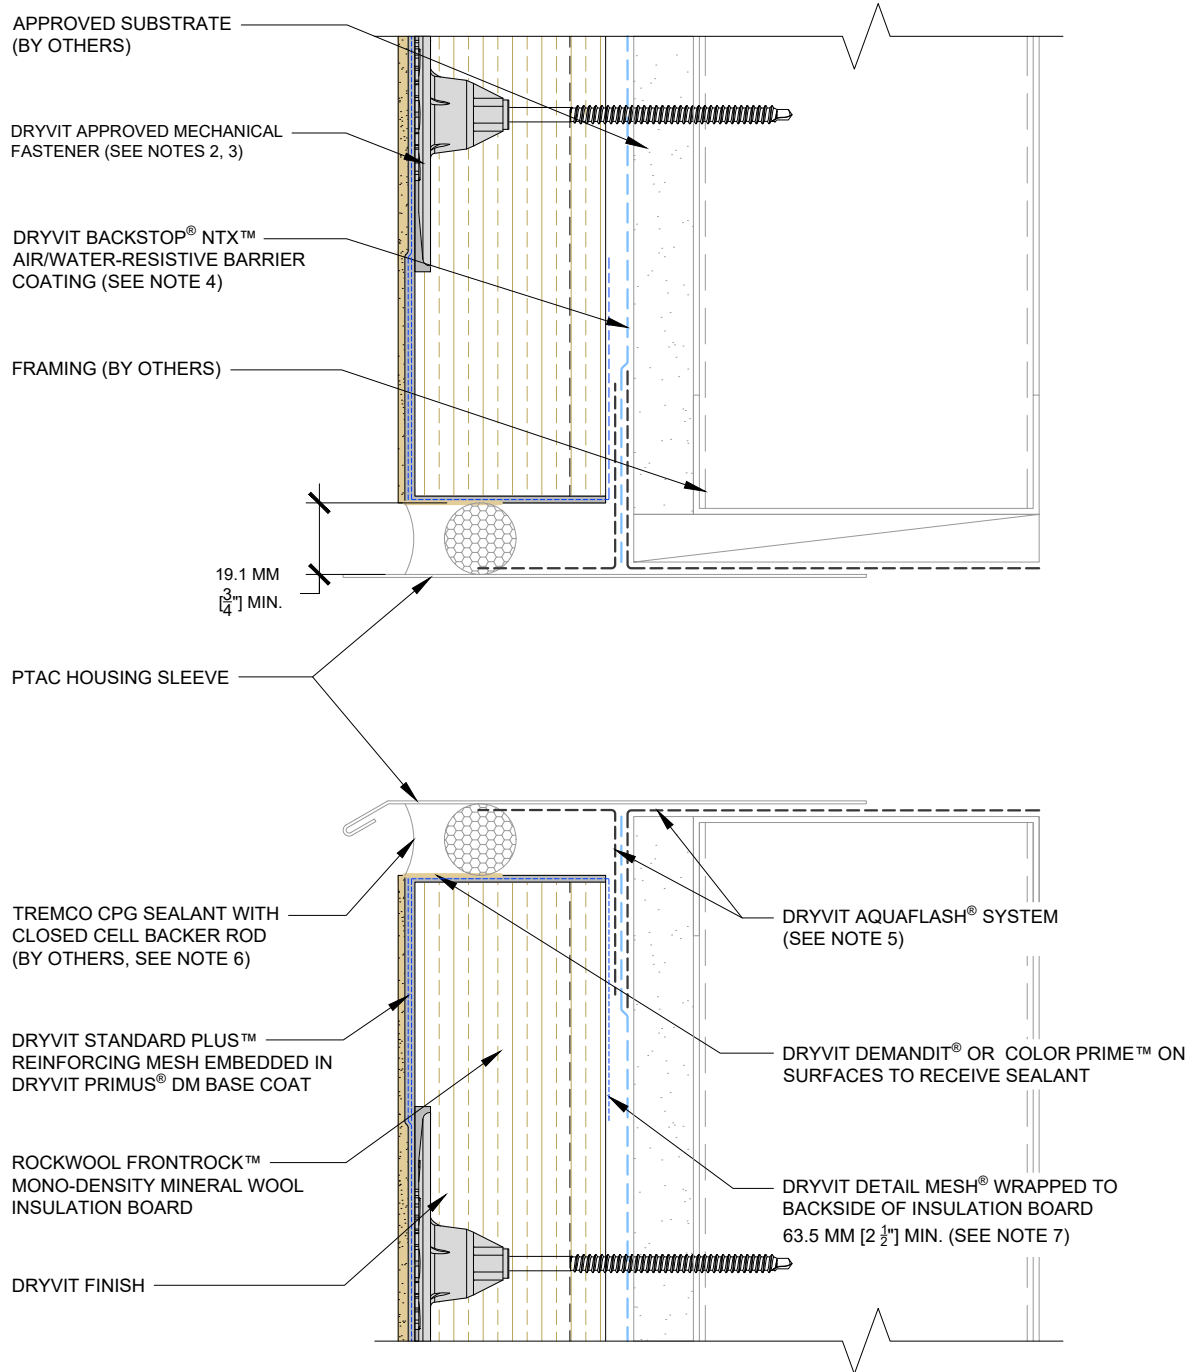 APPROVED SUBSTRATE
(BY OTHERS)
DRYVIT APPROVED MECHANICAL
FASTENER (SEE NOTES 2, 3)
DRYVIT BACKSTOP® NTX™
AIR/WATER-RESISTIVE BARRIER
COATING (SEE NOTE 4)
FRAMING (BY OTHERS)
19.1 MM
[3/4"] MIN.
PTAC HOUSING SLEEVE
TREMCO CPG SEALANT WITH
CLOSED CELL BACKER ROD
(BY OTHERS, SEE NOTE 6)
DRYVIT STANDARD PLUS™
REINFORCING MESH EMBEDDED IN
DRYVIT PRIMUS® DM BASE COAT
ROCKWOOL FRONTROCK™
MONO-DENSITY MINERAL WOOL
INSULATION BOARD
DRYVIT FINISH
DRYVIT AQUAFLASH® SYSTEM
(SEE NOTE 5)
DRYVIT DEMANDIT® OR COLOR PRIME™ ON
SURFACES TO RECEIVE SEALANT
DRYVIT DETAIL MESH® WRAPPED TO
BACKSIDE OF INSULATION BOARD
63.5 MM [2 1/2"] MIN. (SEE NOTE 7)